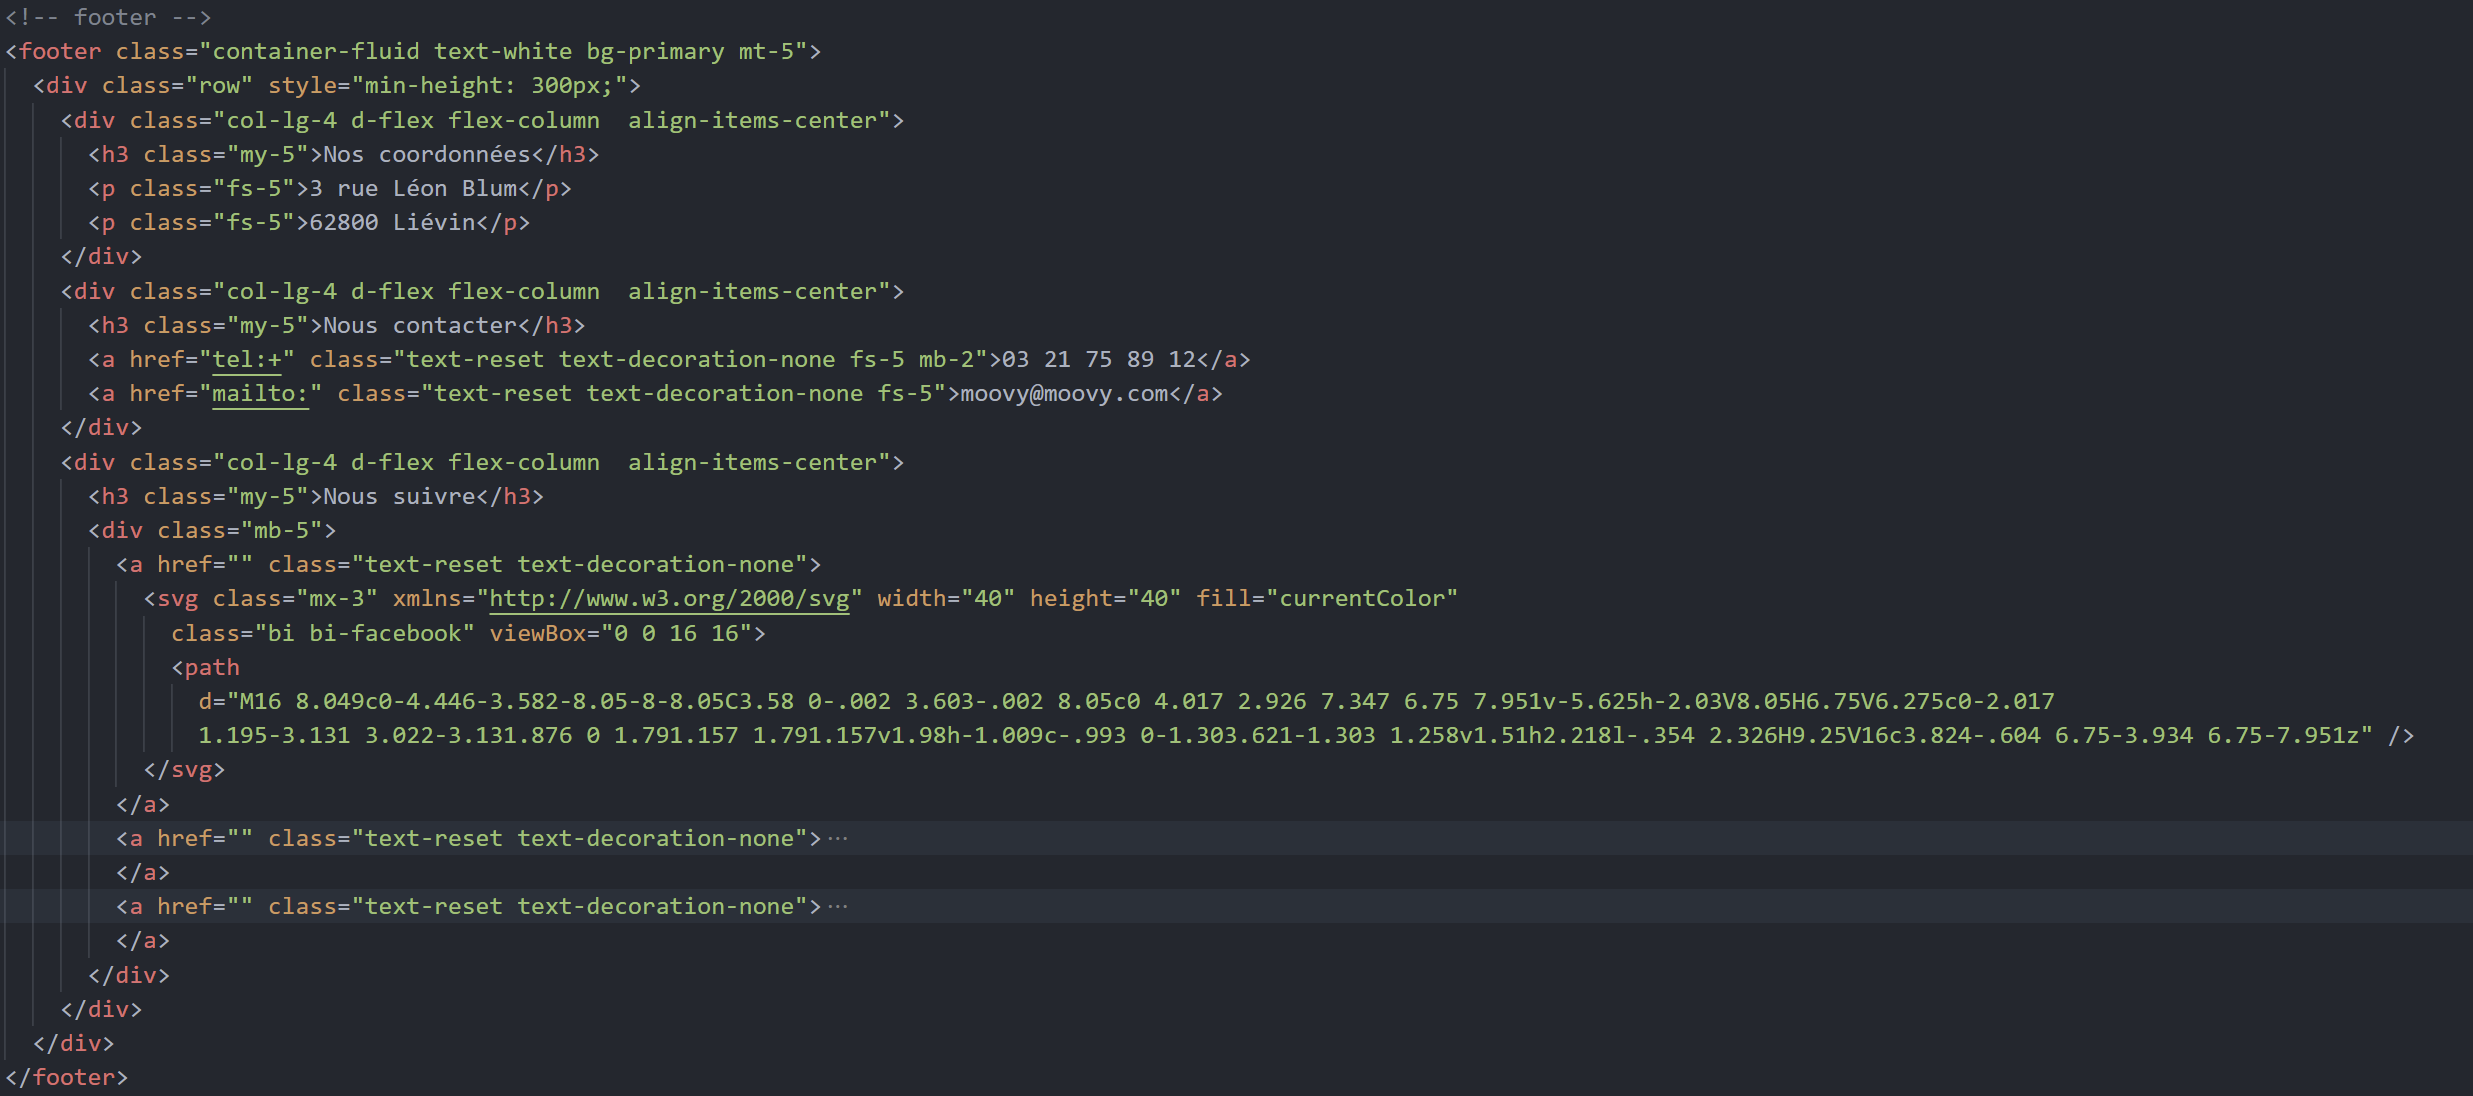 <!-- footer -->
<footer class="container-fluid text-white bg-primary mt-5">
  <div class="row" style="min-height: 300px;">
    <div class="col-lg-4 d-flex flex-column  align-items-center">
      <h3 class="my-5">Nos coordonnées</h3>
      <p class="fs-5">3 rue Léon Blum</p>
      <p class="fs-5">62800 Liévin</p>
    </div>
    <div class="col-lg-4 d-flex flex-column  align-items-center">
      <h3 class="my-5">Nous contacter</h3>
      <a href="tel:+" class="text-reset text-decoration-none fs-5 mb-2">03 21 75 89 12</a>
      <a href="mailto:" class="text-reset text-decoration-none fs-5">moovy@moovy.com</a>
    </div>
    <div class="col-lg-4 d-flex flex-column  align-items-center">
      <h3 class="my-5">Nous suivre</h3>
      <div class="mb-5">
        <a href="" class="text-reset text-decoration-none">
          <svg class="mx-3" xmlns="http://www.w3.org/2000/svg" width="40" height="40" fill="currentColor"
            class="bi bi-facebook" viewBox="0 0 16 16">
            <path
              d="M16 8.049c0-4.446-3.582-8.05-8-8.05C3.58 0-.002 3.603-.002 8.05c0 4.017 2.926 7.347 6.75 7.951v-5.625h-2.03V8.05H6.75V6.275c0-2.017
              1.195-3.131 3.022-3.131.876 0 1.791.157 1.791.157v1.98h-1.009c-.993 0-1.303.621-1.303 1.258v1.51h2.218l-.354 2.326H9.25V16c3.824-.604 6.75-3.934 6.75-7.951z" />
          </svg>
        </a>
        <a href="" class="text-reset text-decoration-none">⋯
        </a>
        <a href="" class="text-reset text-decoration-none">⋯
        </a>
      </div>
    </div>
  </div>
</footer>